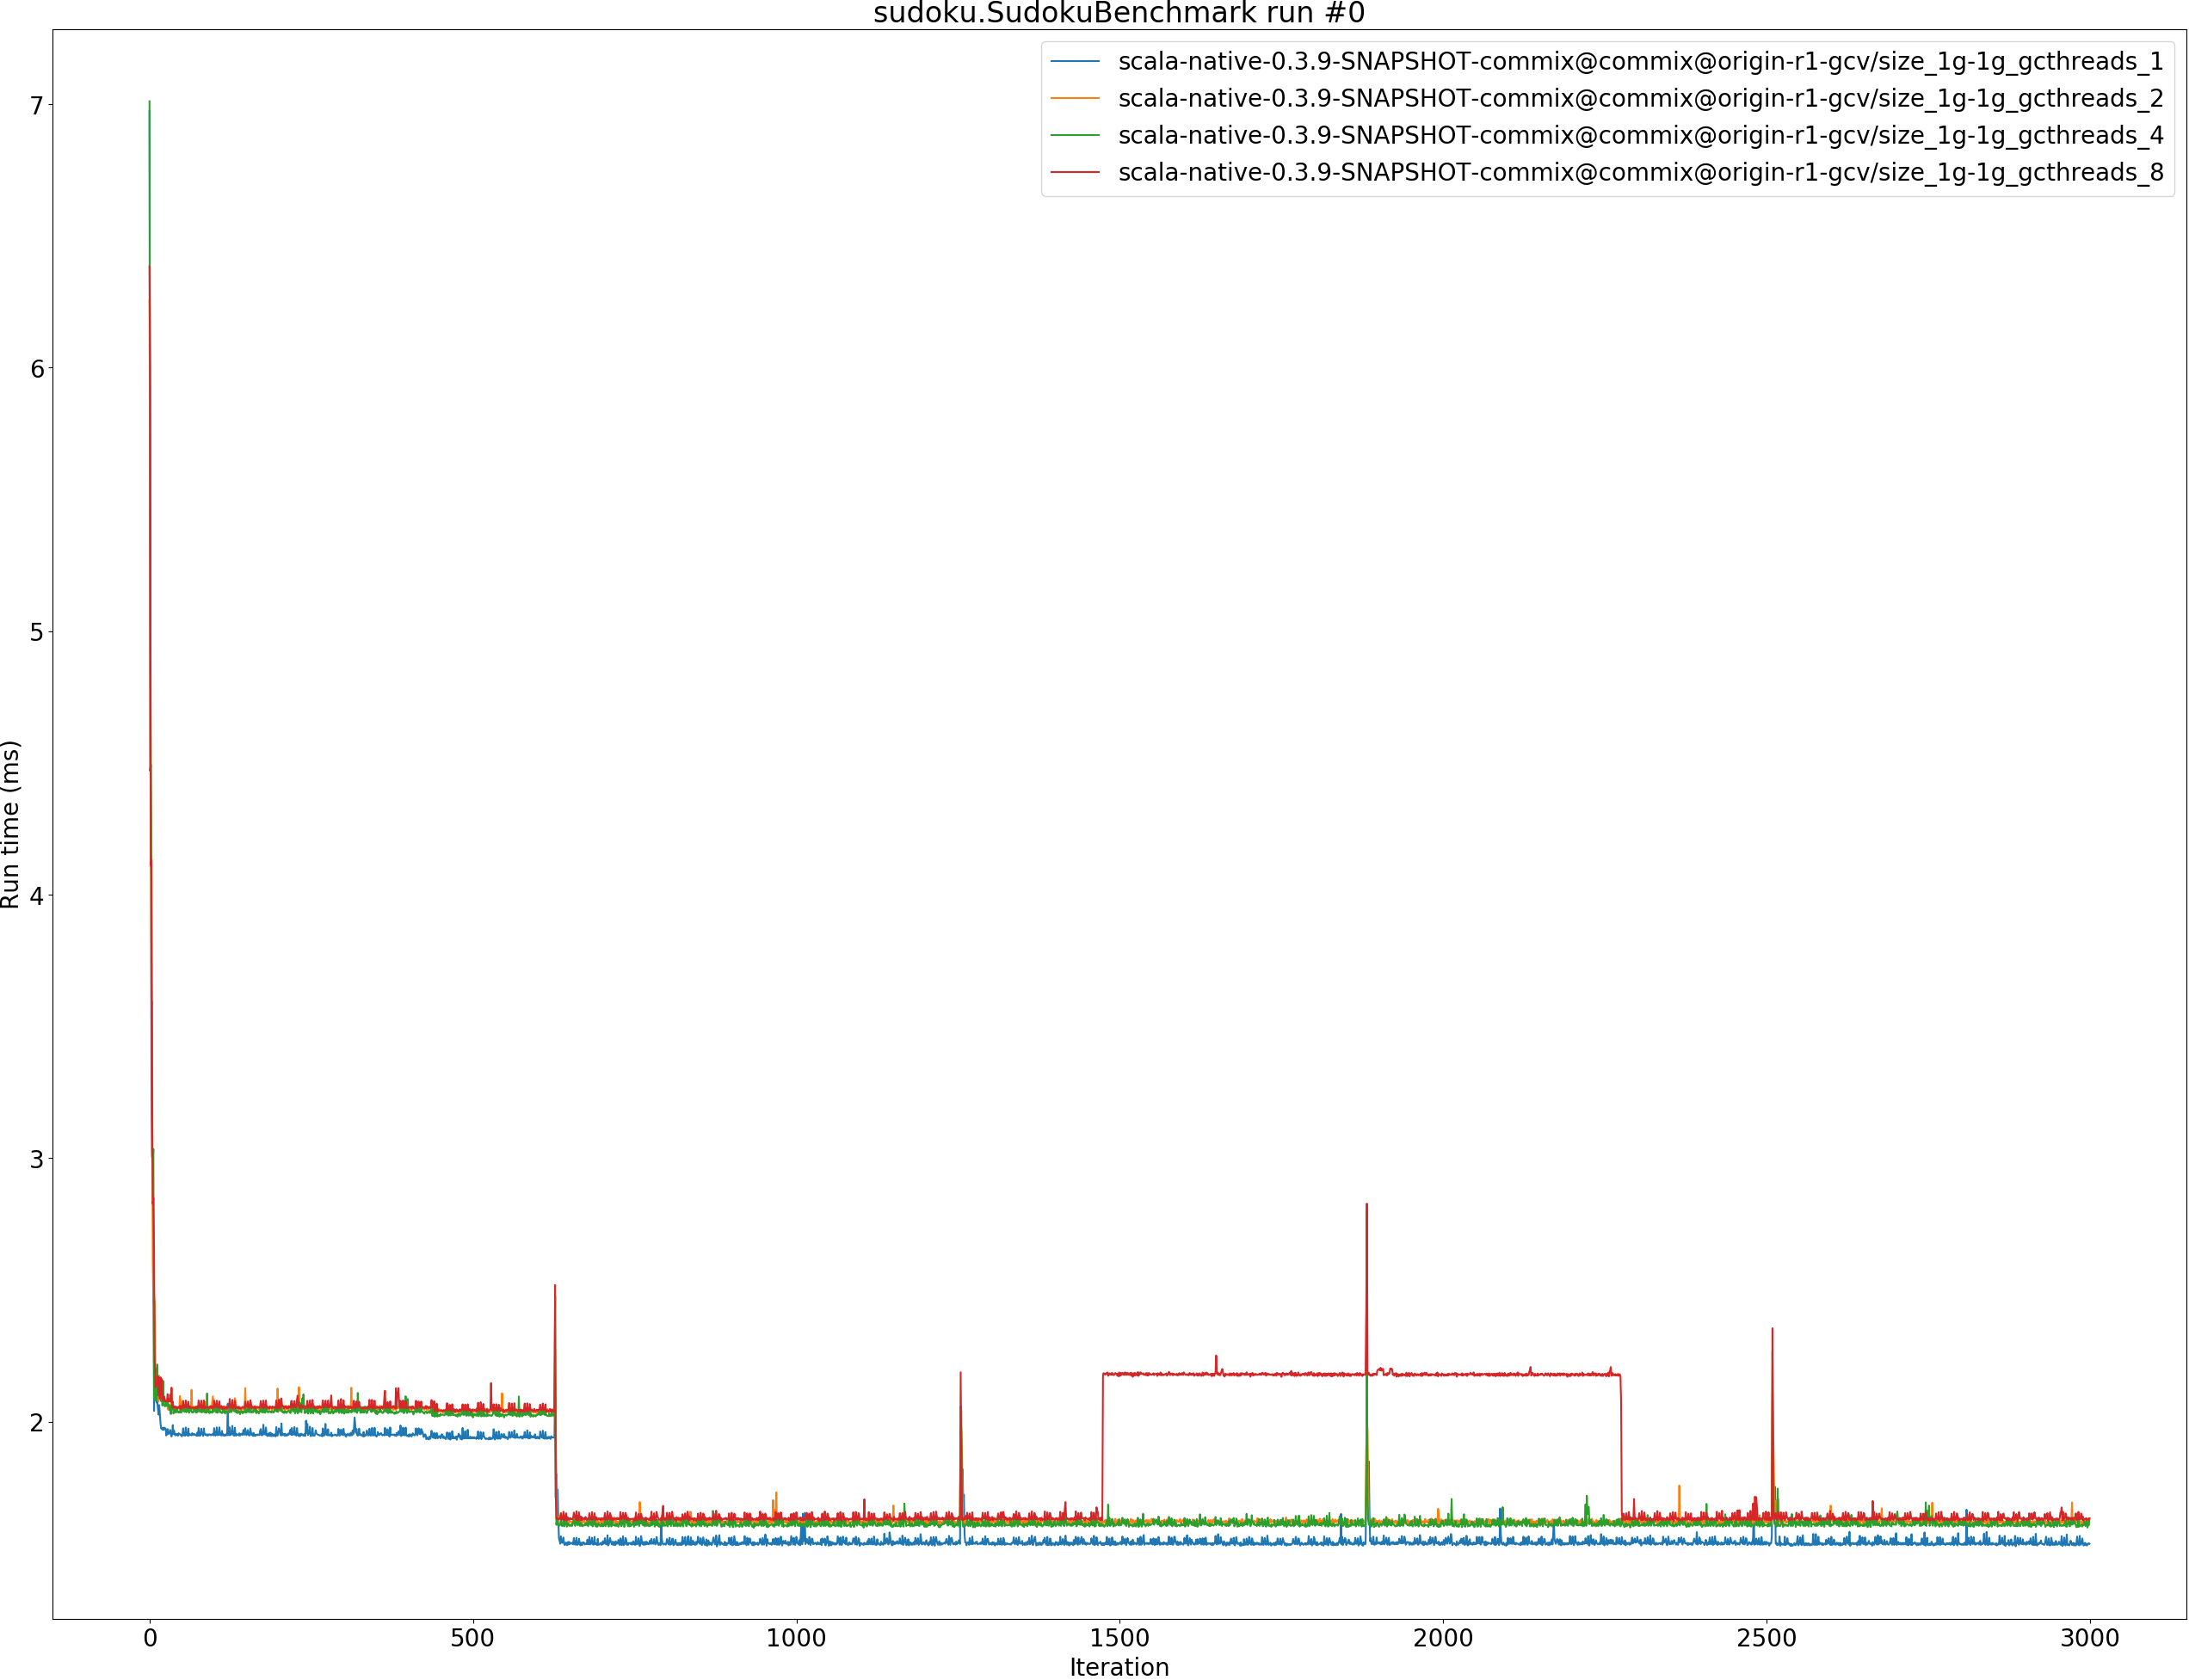 sudoku.SudokuBenchmark run #0
scala-native-0.3.9-SNAPSHOT-commix@commix@origin-r1-gcv/size_1g-1g_gcthreads_1
scala-native-0.3.9-SNAPSHOT-commix@commix@origin-r1-gcv/size_1g-1g_gcthreads_2
scala-native-0.3.9-SNAPSHOT-commix@commix@origin-r1-gcv/size_1g-1g_gcthreads_4
scala-native-0.3.9-SNAPSHOT-commix@commix@origin-r1-gcv/size_1g-1g_gcthreads_8
7
6
5
4
3
2
Run time (ms)
0 500 1000 1500 2000 2500 3000
Iteration